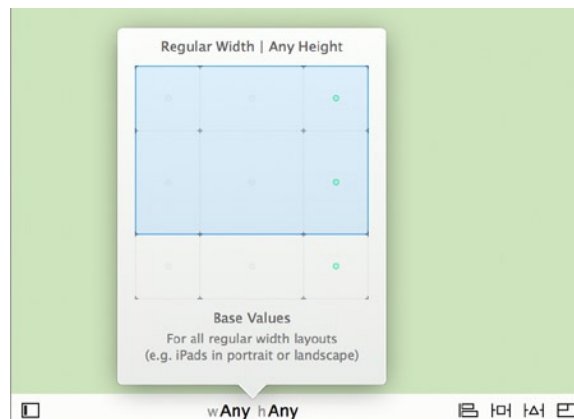 Regular Width | Any Height
Base Values
For all regular width layouts
(e.g. iPads in portrait or landscape)
wAny hAny